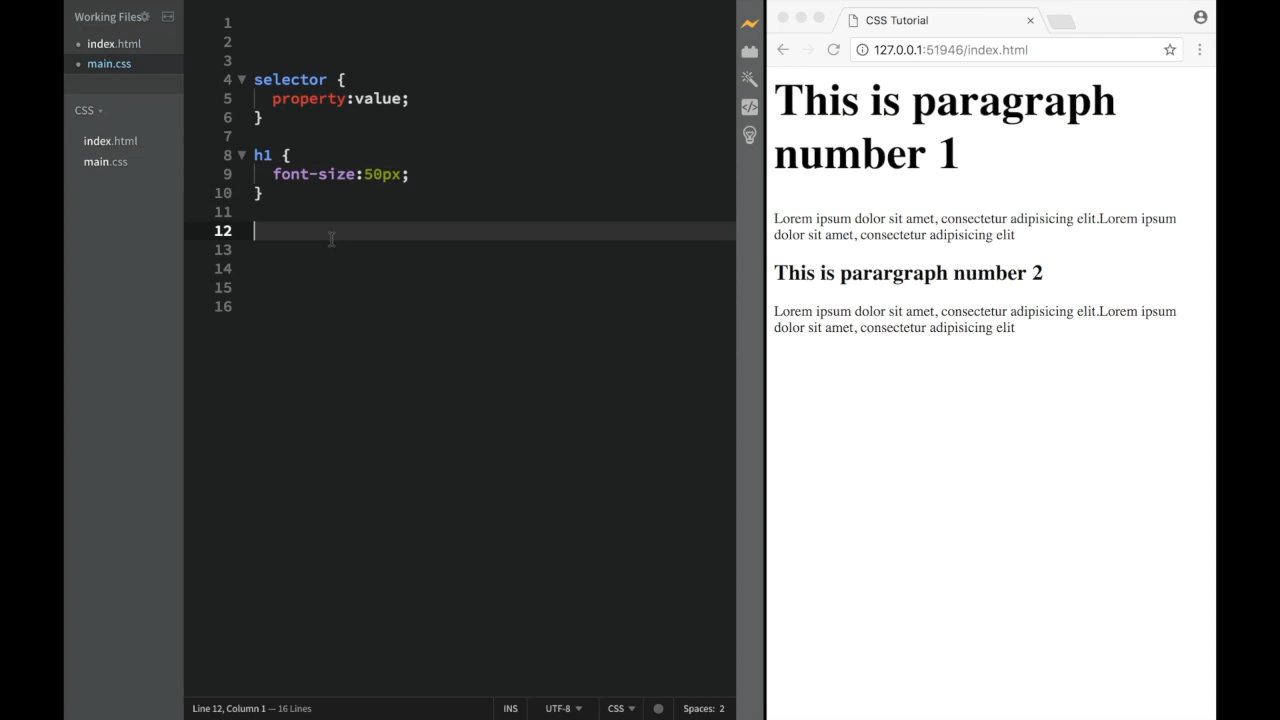 Working Files
index.html
main.css
CSS
index.html
main.css
1
2
3
4 selector {
5 property:value;
6 }
7
8 h1 {
9 font-size:50px;
10 }
11
12
13
14
15
16
Line 12, Column 1 — 16 Lines
INS
UTF-8
CSS
Spaces: 2
CSS Tutorial
127.0.0.1:51946/index.html
This is paragraph
number 1
Lorem ipsum dolor sit amet, consectetur adipisicing elit.Lorem ipsum
dolor sit amet, consectetur adipisicing elit
This is parargraph number 2
Lorem ipsum dolor sit amet, consectetur adipisicing elit.Lorem ipsum
dolor sit amet, consectetur adipisicing elit